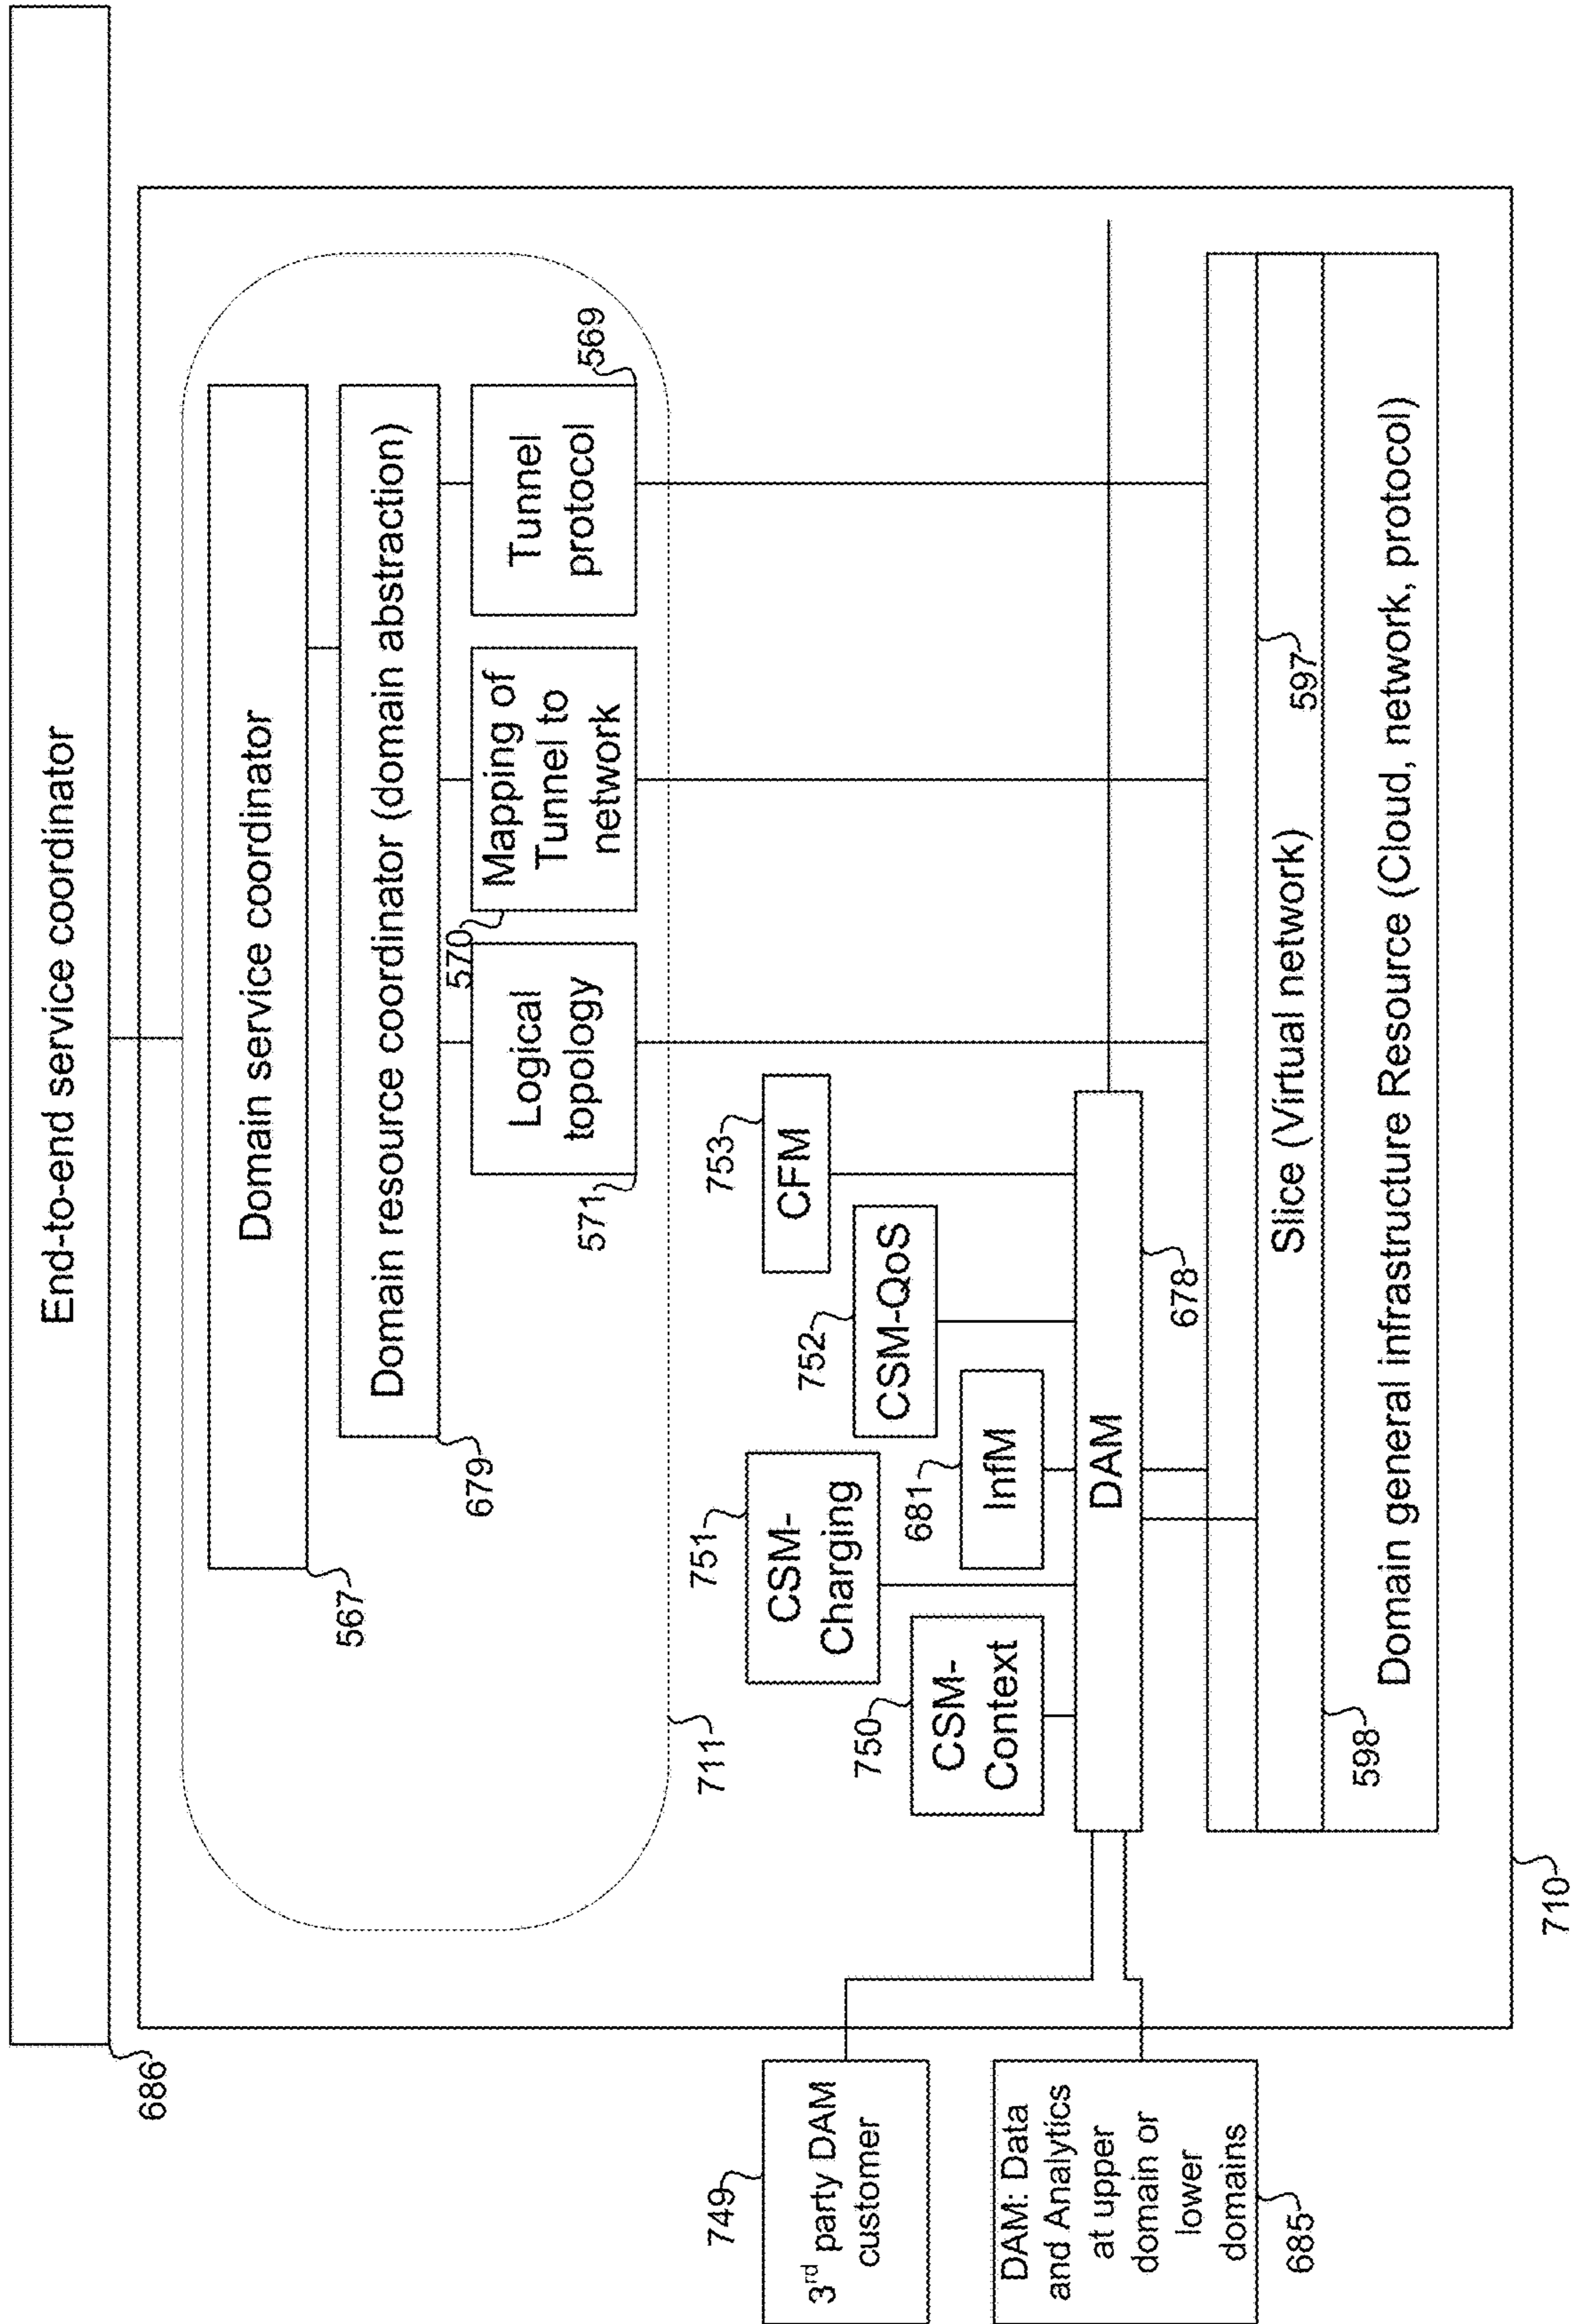 End-to-end service coordinator
686
Domain service coordinator
567
Domain resource coordinator (domain abstraction)
679
Logical
topology
571
Mapping of
Tunnel to
network
570
Tunnel
protocol
569
711
749
3rd party DAM
customer
DAM: Data
and Analytics
at upper
domain or
lower
domains
685
750
CSM-
Context
751
CSM-
Charging
681
InfM
752
CSM-QoS
753
CFM
DAM
678
Slice (Virtual network)
597
598
Domain general infrastructure Resource (Cloud, network, protocol)
710